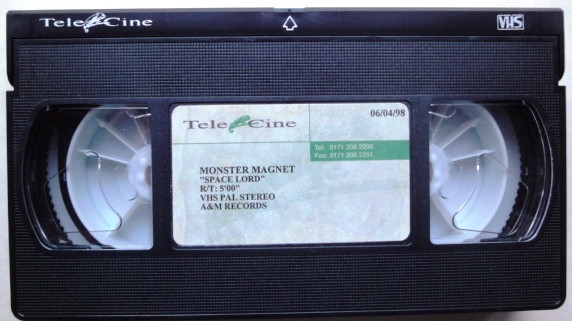 Tele Cine
VHS
Tele Cine
06/04/98
Tel: 0171 208 2200
Fax: 0171 208 2201
MONSTER MAGNET
"SPACE LORD"
R/T: 5'00"
VHS PAL STEREO
A&M RECORDS